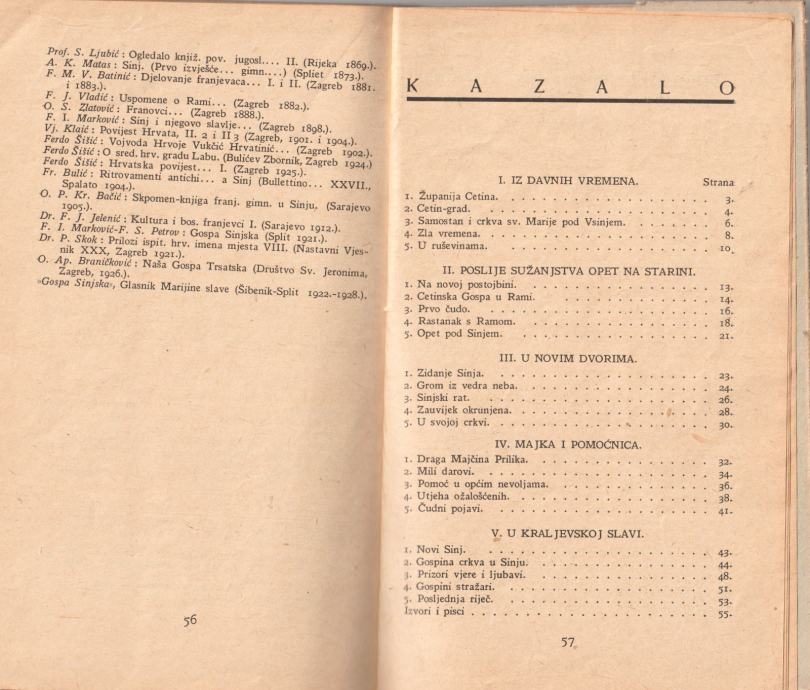 Prof. S. Ljubić: Ogledalo knjiž. pov. jugosl.... II. (Rijeka 1869.).
A. K. Matas: Sinj. (Prvo izvješće... gimn....) (Spliet 1873.).
F. M. V. Batinić: Djelovanje franjevaca... I. i II. (Zagreb 1881.
i 1883.).
F. J. Vladić: Uspomene o Rami... (Zagreb 1882.).
O. S. Zlatović: Franovci... (Zagreb 1888.).
F. I. Marković: Sinj i njegovo slavlje... (Zagreb 1898.).
Vj. Klaić: Povijest Hrvata, II. 2 i II 3 (Zagreb, 1901. i 1904.).
Ferdo Šišić: Vojvoda Hrvoje Vukčić Hrvatinić... (Zagreb 1902.).
Ferdo Šišić: O sred. hrv. gradu Labu. (Bulićev Zbornik, Zagreb 1924.)
Ferdo Šišić: Hrvatska povijest... I. (Zagreb 1925.).
Fr. Bulić: Ritrovamenti antichi... a Sinj (Bullettino... XXVII.,
Spalato 1904.).
O. P. Kr. Bačić: Skpomen-knjiga franj. gimn. u Sinju. (Sarajevo
1905.).
Dr. F. J. Jelenić: Kultura i bos. franjevci I. (Sarajevo 1912.).
F. I. Marković-F. S. Petrov: Gospa Sinjska (Split 1921.).
Dr. P. Skok: Prilozi ispit. hrv. imena mjesta VIII. (Nastavni Vjes-
nik XXX, Zagreb 1921.).
O. Ap. Braničković: Naša Gospa Trsatska (Društvo Sv. Jeronima,
Zagreb, 1926.).
»Gospa Sinjska«, Glasnik Marijine slave (Šibenik-Split 1922.-1928.).
56
KAZALO
I. IZ DAVNIH VREMENA. Strana
1. Županija Cetina. 3.
2. Cetin-grad. 4.
3. Samostan i crkva sv. Marije pod Vsinjem. 6.
4. Zla vremena. 8.
5. U ruševinama. 10.
II. POSLIJE SUŽANJSTVA OPET NA STARINI.
1. Na novoj postojbini. 13.
2. Cetinska Gospa u Rami. 14.
3. Prvo čudo. 16.
4. Rastanak s Ramom. 18.
5. Opet pod Sinjem. 21.
III. U NOVIM DVORIMA.
1. Zidanje Sinja. 23.
2. Grom iz vedra neba. 24.
3. Sinjski rat. 26.
4. Zauvijek okrunjena. 28.
5. U svojoj crkvi. 30.
IV. MAJKA I POMOĆNICA.
1. Draga Majčina Prilika. 32.
2. Mili darovi. 34.
3. Pomoć u općim nevoljama. 36.
4. Utjeha ožalošćenih. 38.
5. Čudni pojavi. 41.
V. U KRALJEVSKOJ SLAVI.
1. Novi Sinj. 43.
2. Gospina crkva u Sinju. 44.
3. Prizori vjere i ljubavi. 48.
4. Gospini stražari. 51.
5. Posljednja riječ. 53.
Izvori i pisci 55.
57